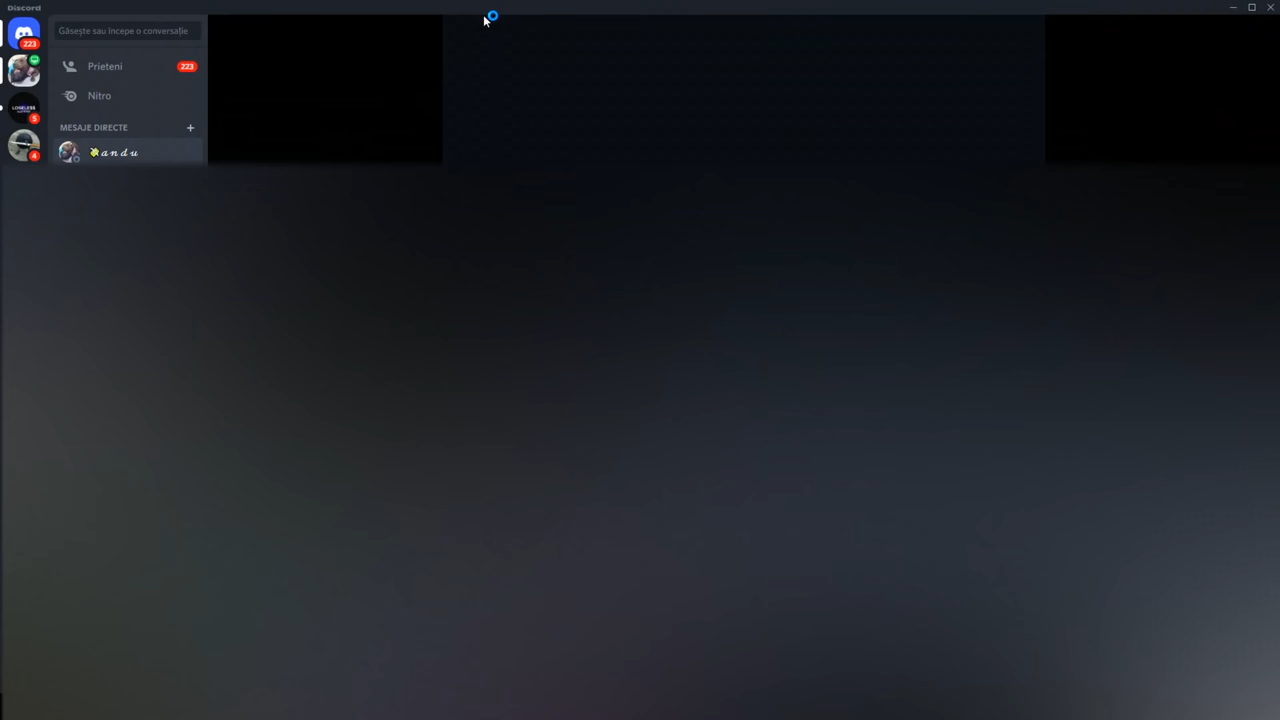 Discord
Găsește sau începe o conversație
223
Prieteni 223
Nitro
5
MESAJE DIRECTE +
4
𝓪 𝓷 𝓭 𝓾